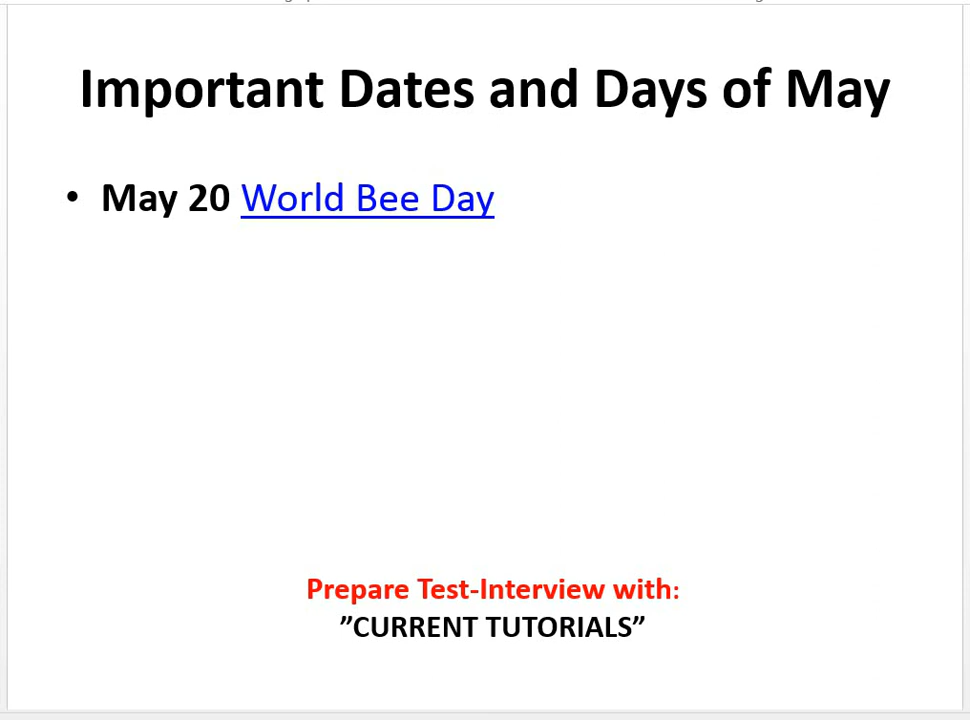 Important Dates and Days of May
• May 20 World Bee Day
Prepare Test-Interview with:
”CURRENT TUTORIALS”